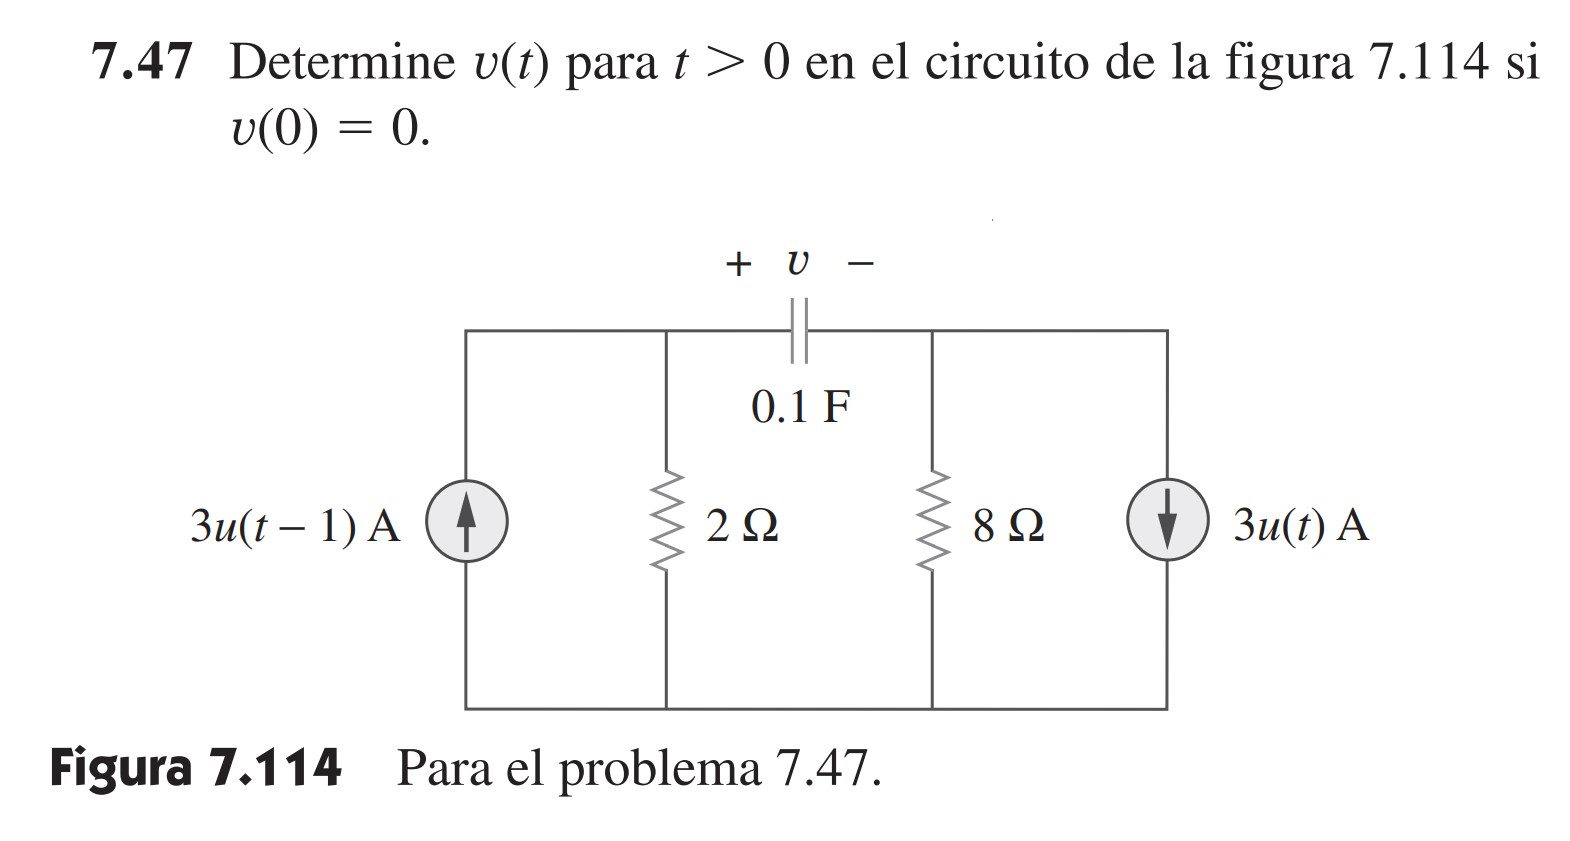 7.47 Determine v(t) para t > 0 en el circuito de la figura 7.114 si
v(0) = 0.
+ v −
0.1 F
3u(t – 1) A
2 Ω
8 Ω
3u(t) A
Figura 7.114 Para el problema 7.47.